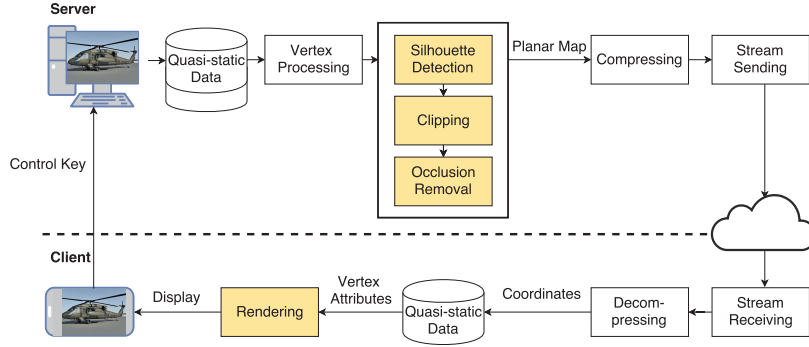 Server
Quasi-static
Data
Vertex
Processing
Silhouette
Detection
Clipping
Occlusion
Removal
Planar Map
Compressing
Stream
Sending
Control Key
Client
Display
Rendering
Vertex
Attributes
Quasi-static
Data
Coordinates
Decom-
pressing
Stream
Receiving